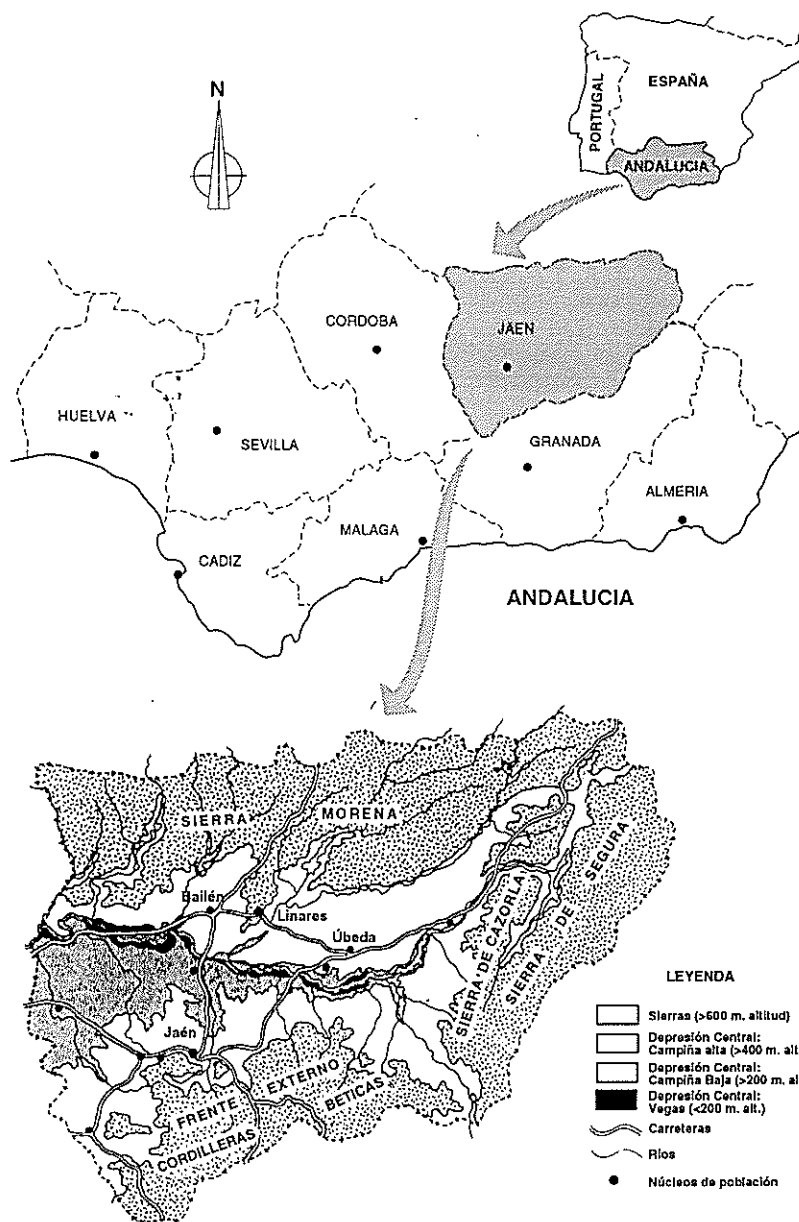 N
PORTUGAL
ESPAÑA
ANDALUCIA
CORDOBA
JAEN
HUELVA
SEVILLA
GRANADA
ALMERIA
MALAGA
CADIZ
ANDALUCIA
SIERRA MORENA
Bailén
Linares
Úbeda
SIERRA DE CAZORLA
SIERRA DE SEGURA
Jaén
FRENTE EXTERNO
CORDILLERAS BETICAS
LEYENDA
Sierras (>600 m. altitud)
Depresión Central:
Campiña alta (>400 m. alt
Depresión Central:
Campiña Baja (>200 m. al
Depresión Central:
Vegas (<200 m. alt.)
Carreteras
Ríos
Núcleos de población